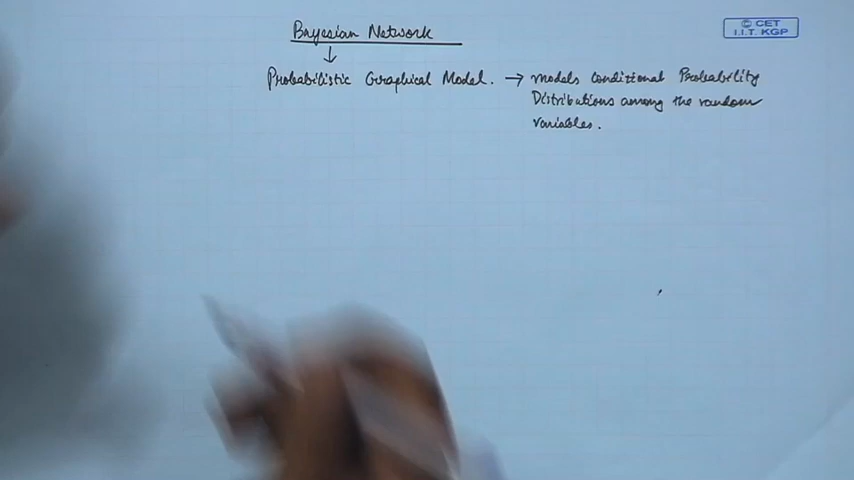 Bayesian Network
© CET
I.I.T. KGP
Probabilistic Graphical Model. → models conditional Probability
Distributions among the random
variables.